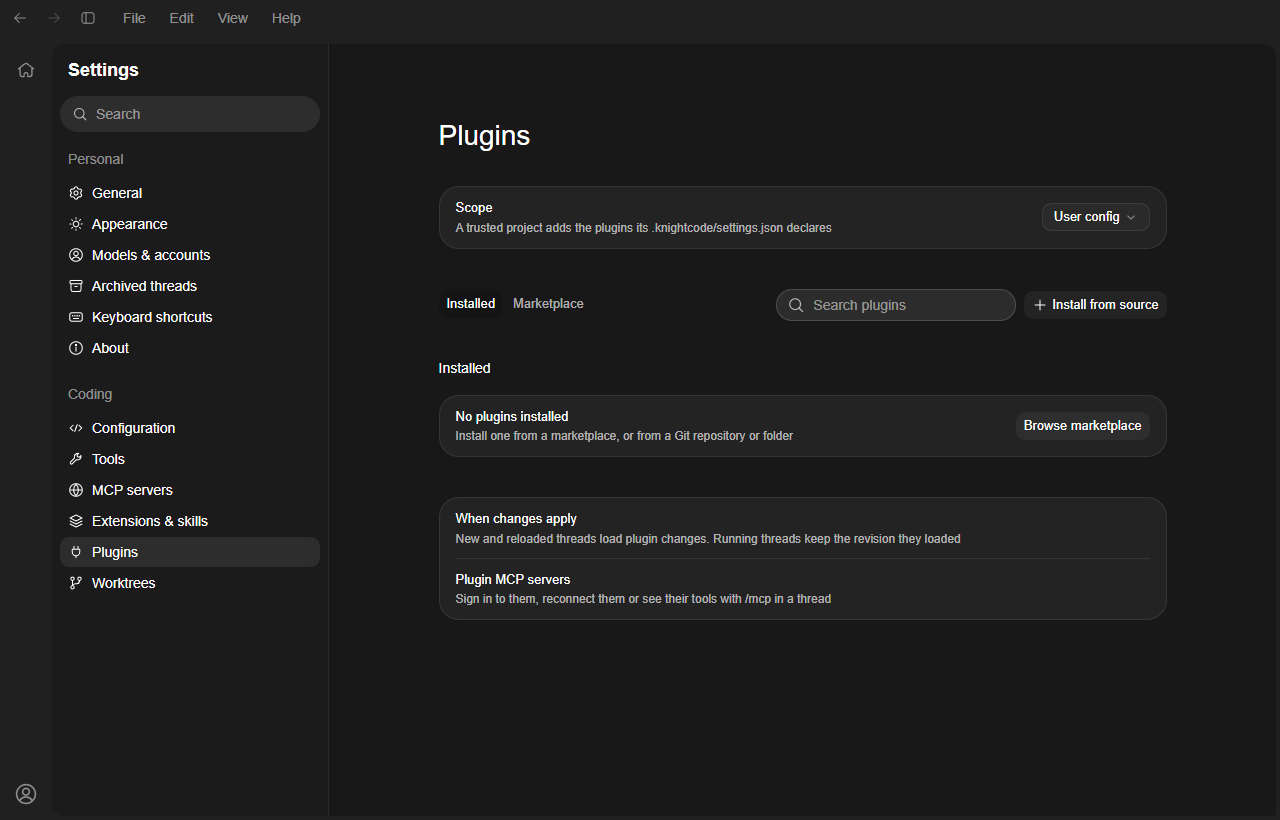 File Edit View Help
Settings
Search
Personal
General
Appearance
Models & accounts
Archived threads
Keyboard shortcuts
About
Coding
Configuration
Tools
MCP servers
Extensions & skills
Plugins
Worktrees
Plugins
Scope
A trusted project adds the plugins its .knightcode/settings.json declares
User config
Installed Marketplace
Search plugins
Install from source
Installed
No plugins installed
Install one from a marketplace, or from a Git repository or folder
Browse marketplace
When changes apply
New and reloaded threads load plugin changes. Running threads keep the revision they loaded
Plugin MCP servers
Sign in to them, reconnect them or see their tools with /mcp in a thread